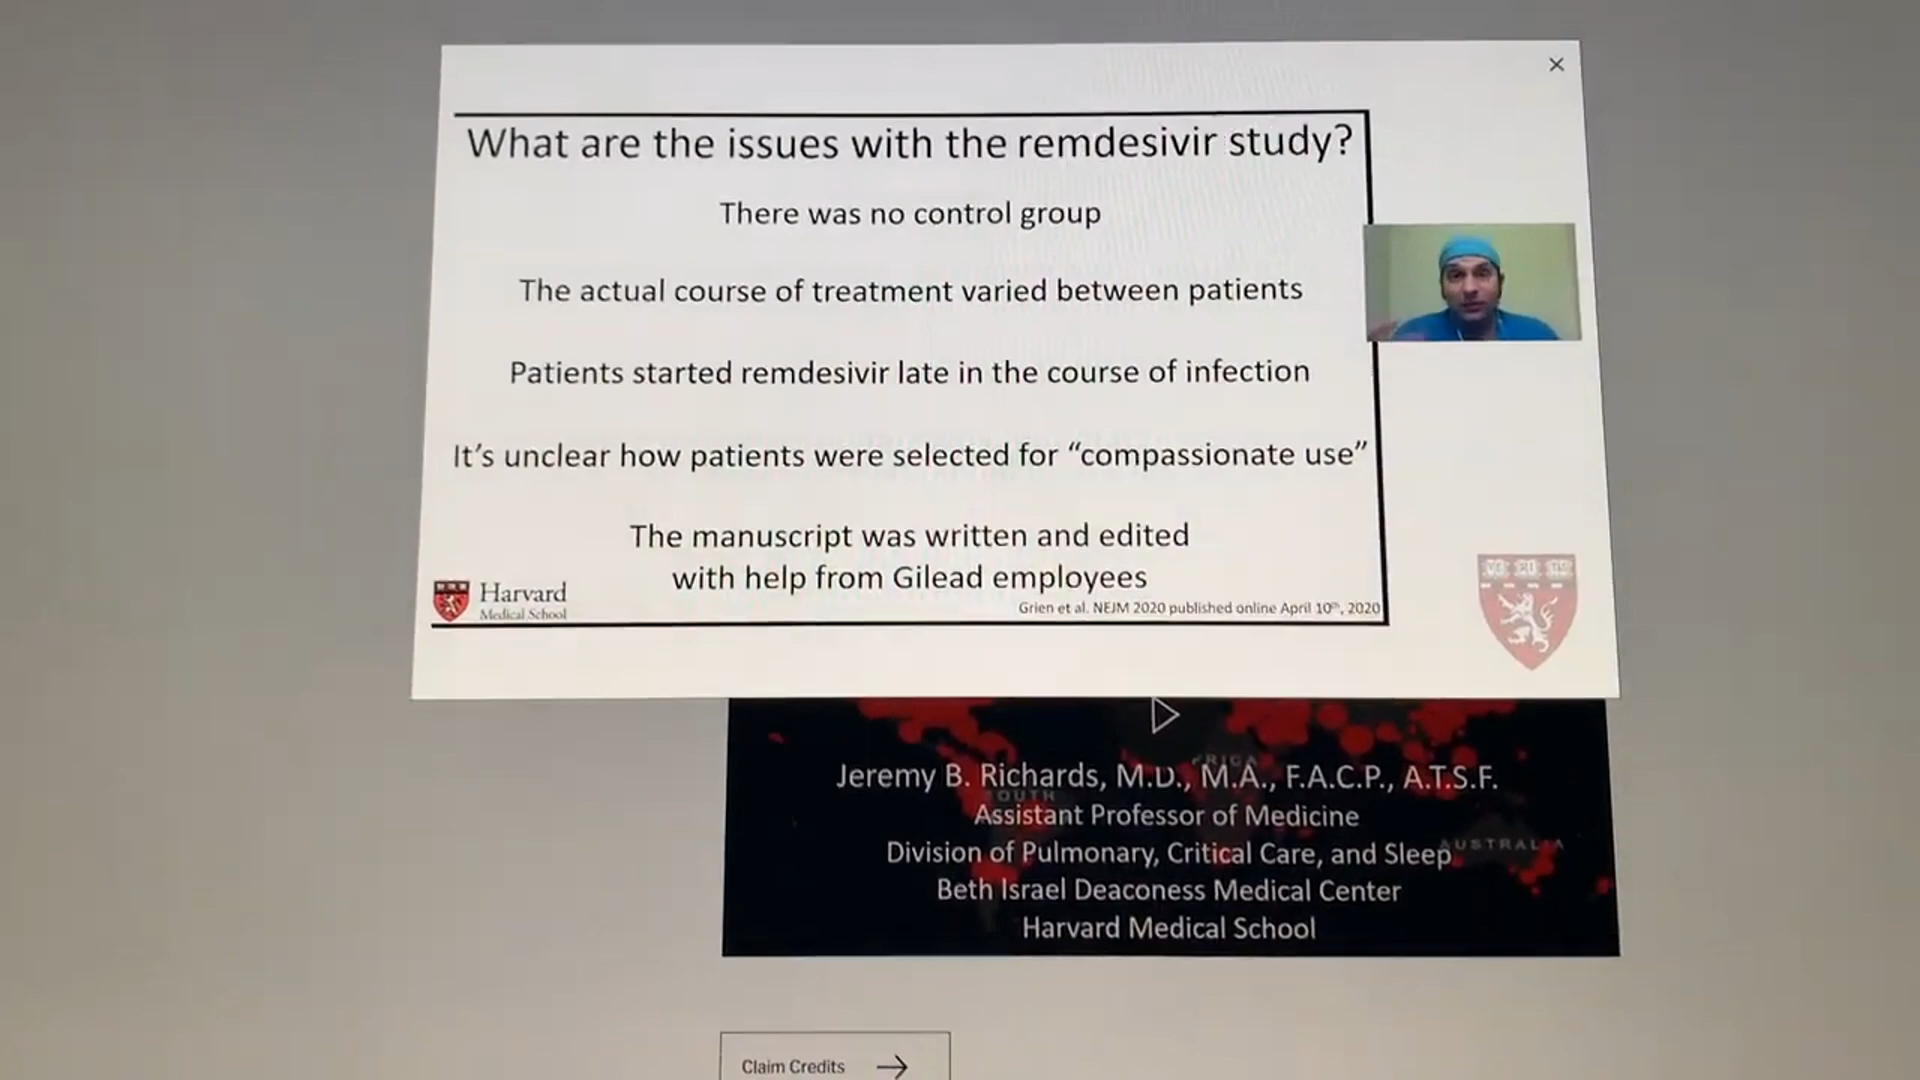 What are the issues with the remdesivir study?
There was no control group
The actual course of treatment varied between patients
Patients started remdesivir late in the course of infection
It's unclear how patients were selected for “compassionate use”
The manuscript was written and edited
with help from Gilead employees
Harvard
Medical School
Grien et al. NEJM 2020 published online April 10th, 2020
Jeremy B. Richards, M.D., M.A., F.A.C.P., A.T.S.F.
Assistant Professor of Medicine
Division of Pulmonary, Critical Care, and Sleep
AUSTRALIA
Beth Israel Deaconess Medical Center
Harvard Medical School
Claim Credits